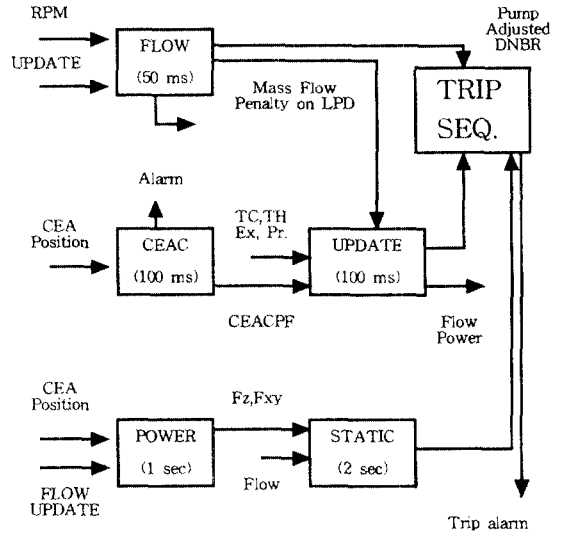 RPM
UPDATE
FLOW
(50 ms)
Pump
Adjusted
DNBR
TRIP
SEQ.
Mass Flow
Penalty on LPD
Alarm
CEA
Position
CEAC
(100 ms)
TC,TH
Ex, Pr.
UPDATE
(100 ms)
CEACPF
Flow
Power
CEA
Position
FLOW
UPDATE
POWER
(1 sec)
Fz,Fxy
Flow
STATIC
(2 sec)
Trip alarm